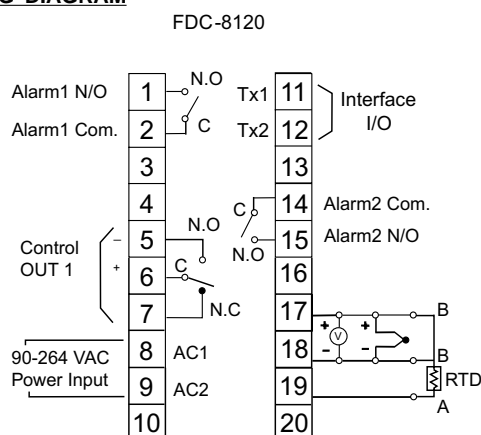 G DIAGRAM
FDC-8120
Alarm1 N/O 1 N.O
Alarm1 Com. 2 C
3
4
Control
OUT 1
– 5 N.O
+ 6 C
7 N.C
90-264 VAC
Power Input
8 AC1
9 AC2
10
Tx1 11
Tx2 12
Interface
I/O
13
C 14 Alarm2 Com.
N.O 15 Alarm2 N/O
16
17 + V + B
18 – – B
19 RTD
A
20